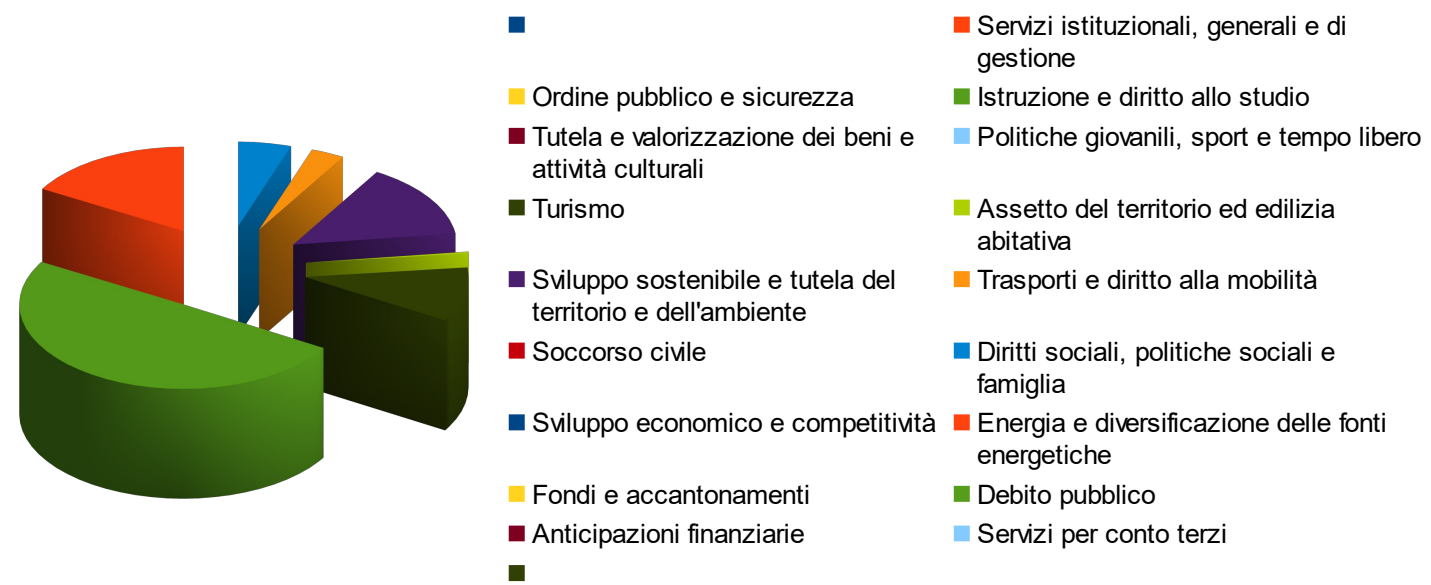 Servizi istituzionali, generali e di
gestione
Ordine pubblico e sicurezza
Istruzione e diritto allo studio
Tutela e valorizzazione dei beni e
attività culturali
Politiche giovanili, sport e tempo libero
Turismo
Assetto del territorio ed edilizia
abitativa
Sviluppo sostenibile e tutela del
territorio e dell'ambiente
Trasporti e diritto alla mobilità
Soccorso civile
Diritti sociali, politiche sociali e
famiglia
Sviluppo economico e competitività
Energia e diversificazione delle fonti
energetiche
Fondi e accantonamenti
Debito pubblico
Anticipazioni finanziarie
Servizi per conto terzi